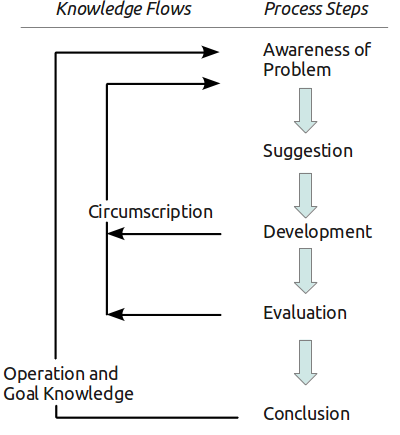 Knowledge Flows
Process Steps
Awareness of
Problem
Suggestion
Circumscription
Development
Evaluation
Operation and
Goal Knowledge
Conclusion